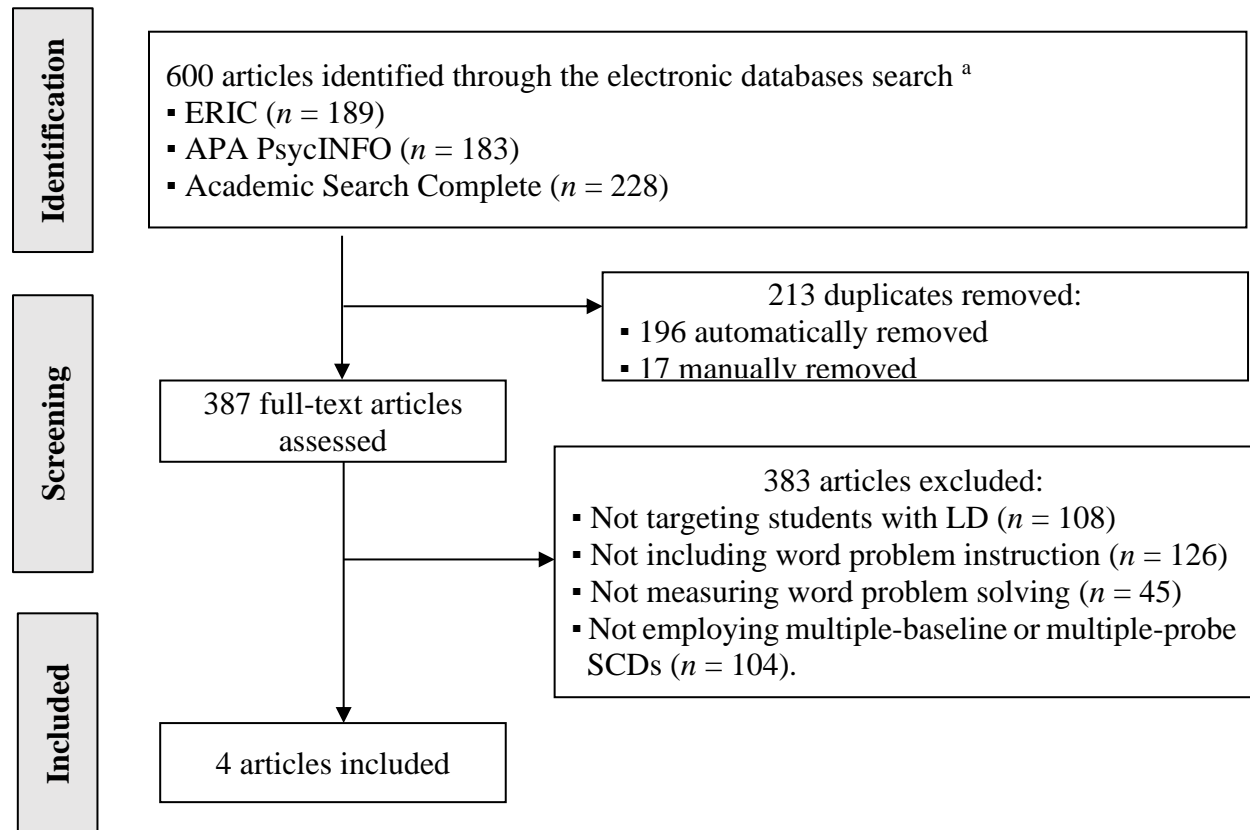 Identification
600 articles identified through the electronic databases search a
▪ ERIC (n = 189)
▪ APA PsycINFO (n = 183)
▪ Academic Search Complete (n = 228)
Screening
213 duplicates removed:
▪ 196 automatically removed
▪ 17 manually removed
387 full-text articles
assessed
383 articles excluded:
▪ Not targeting students with LD (n = 108)
▪ Not including word problem instruction (n = 126)
▪ Not measuring word problem solving (n = 45)
▪ Not employing multiple-baseline or multiple-probe
SCDs (n = 104).
Included
4 articles included